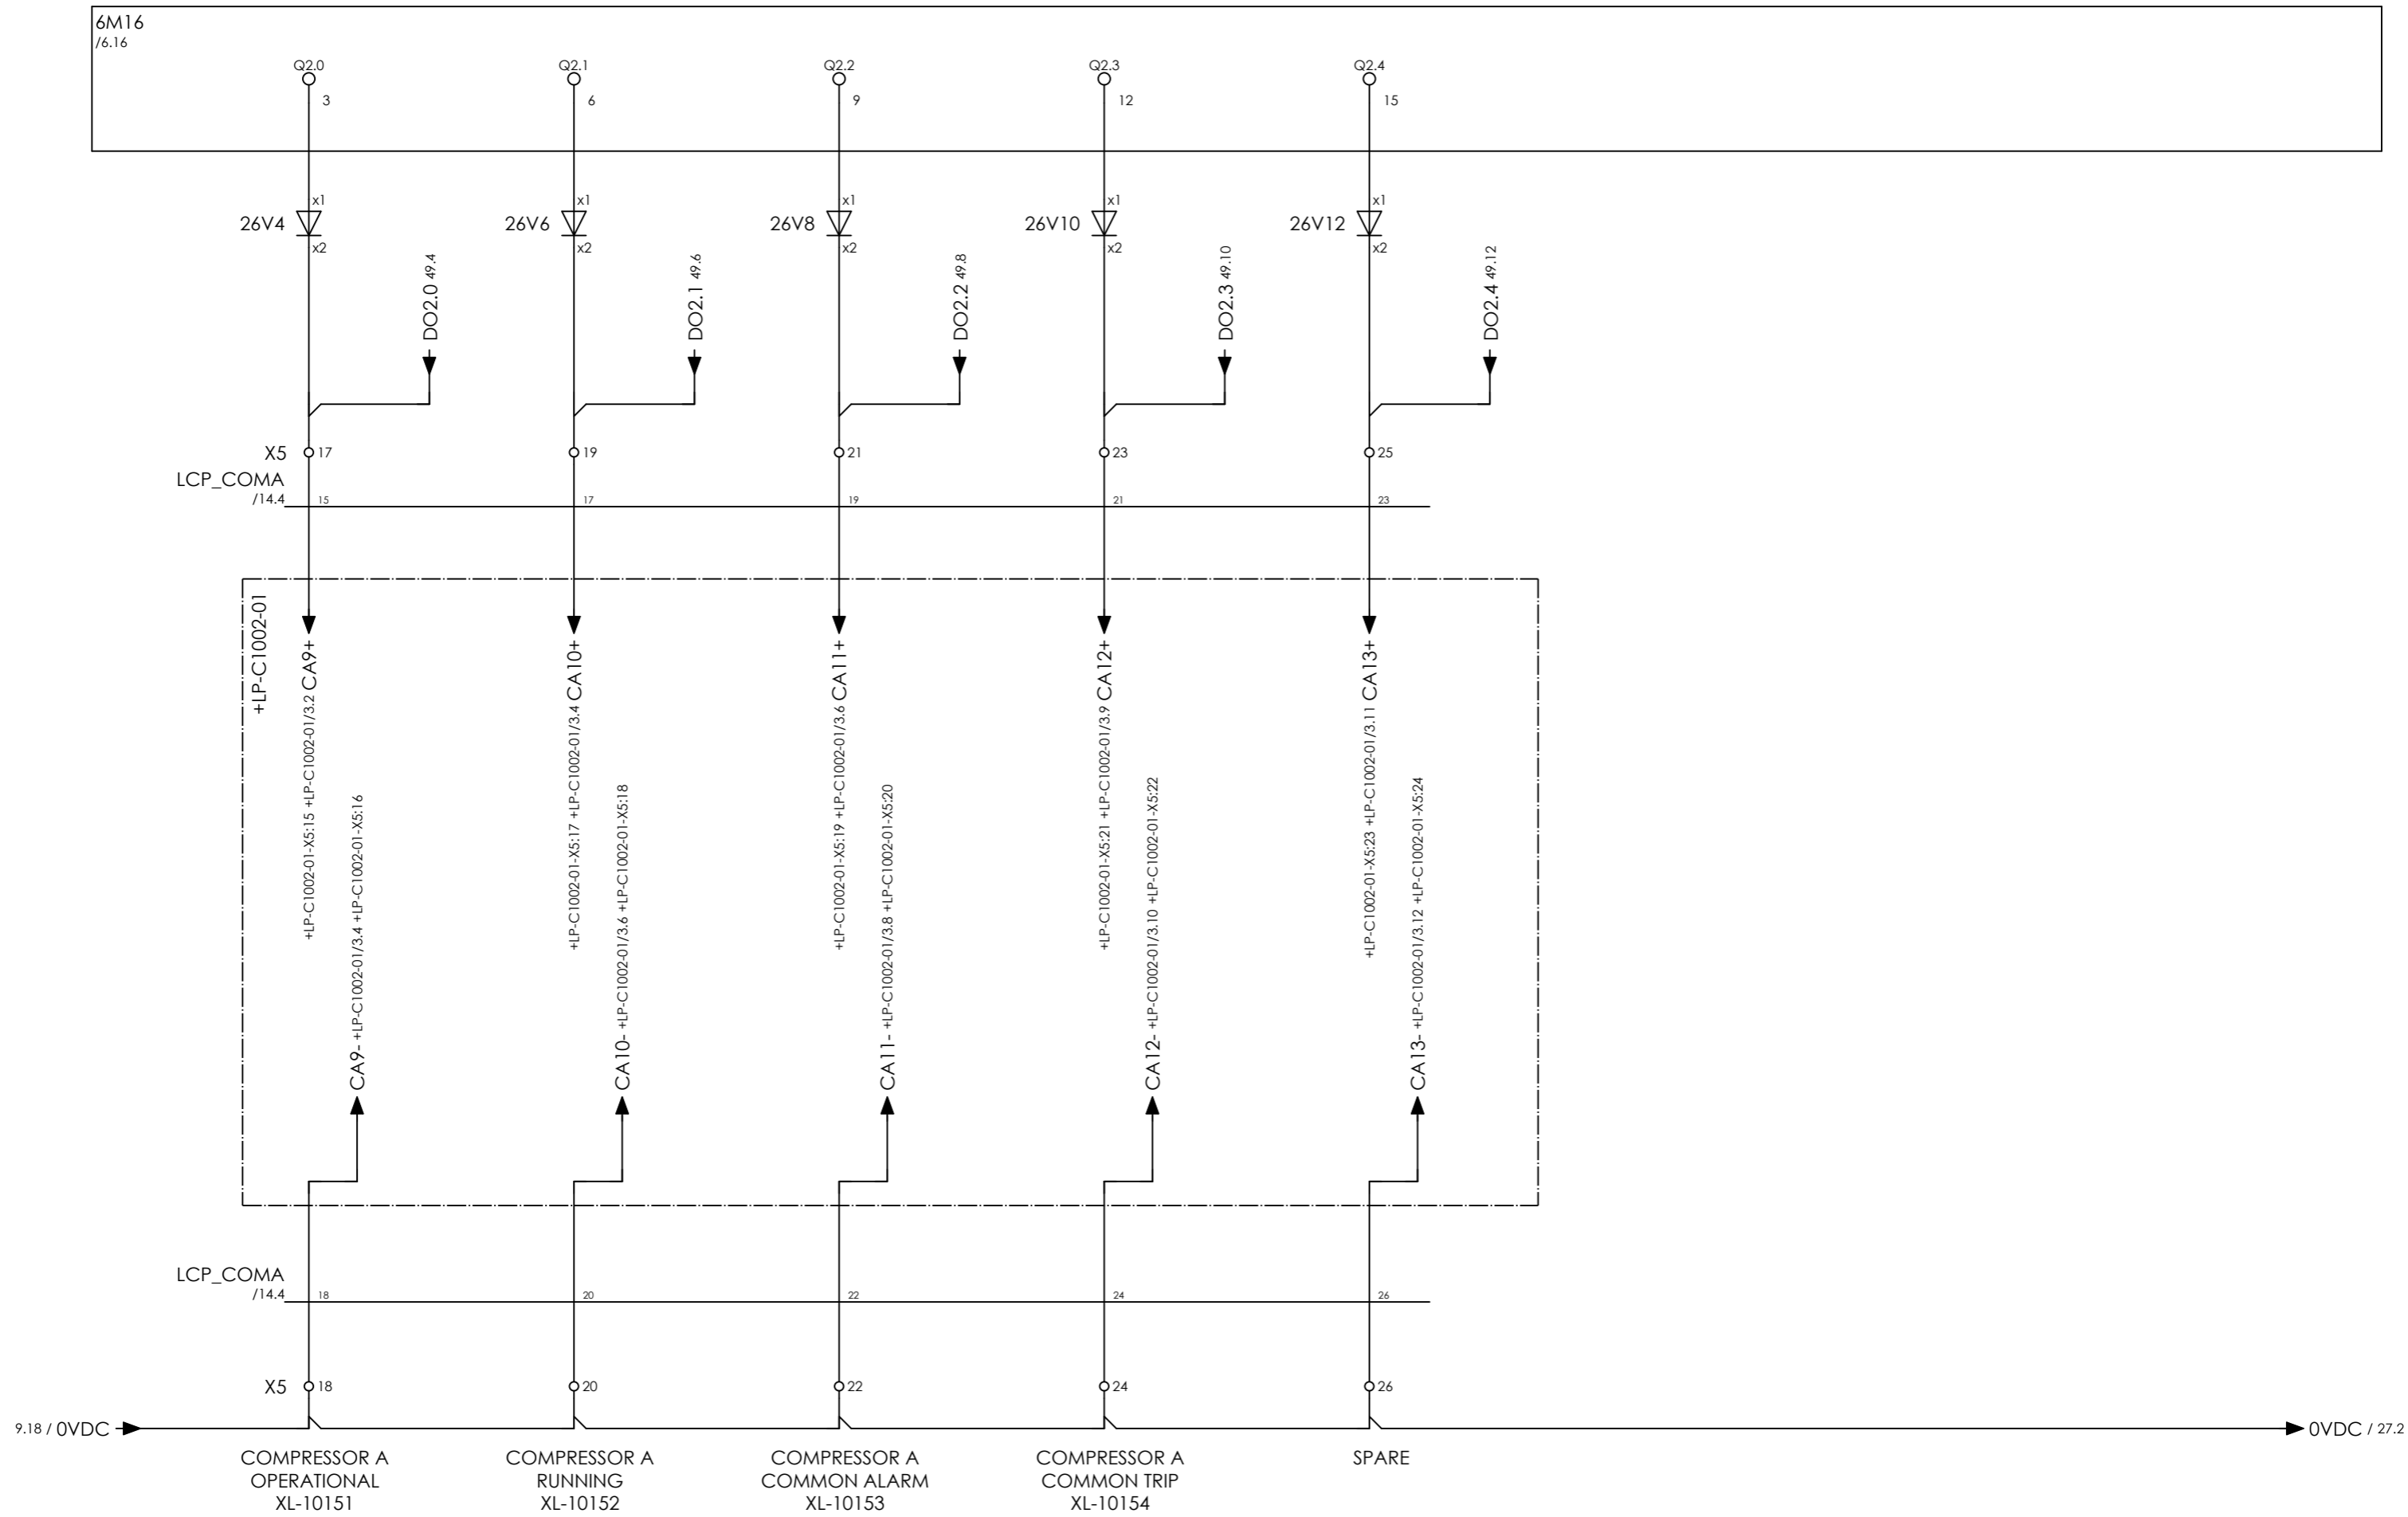 6M16
/6.16
Q2.0 Q2.1 Q2.2 Q2.3 Q2.4
3 6 9 12 15
x1 x1 x1 x1 x1
26V4 26V6 26V8 26V10 26V12
x2 x2 x2 x2 x2
DO2.0 49.4
DO2.1 49.6
DO2.2 49.8
DO2.3 49.10
DO2.4 49.12
X5 17 19 21 23 25
LCP_COMA
/14.4 15 17 19 21 23
+LP-C1002-01
+LP-C1002-01-X5:15 +LP-C1002-01/3.2 CA9+
CA9- +LP-C1002-01/3.4 +LP-C1002-01-X5:16
+LP-C1002-01-X5:17 +LP-C1002-01/3.4 CA10+
CA10- +LP-C1002-01/3.6 +LP-C1002-01-X5:18
+LP-C1002-01-X5:19 +LP-C1002-01/3.6 CA11+
CA11- +LP-C1002-01/3.8 +LP-C1002-01-X5:20
+LP-C1002-01-X5:21 +LP-C1002-01/3.9 CA12+
CA12- +LP-C1002-01/3.10 +LP-C1002-01-X5:22
+LP-C1002-01-X5:23 +LP-C1002-01/3.11 CA13+
CA13- +LP-C1002-01/3.12 +LP-C1002-01-X5:24
LCP_COMA
/14.4 18 20 22 24 26
X5 18 20 22 24 26
9.18 / 0VDC
0VDC / 27.2
COMPRESSOR A
OPERATIONAL
XL-10151
COMPRESSOR A
RUNNING
XL-10152
COMPRESSOR A
COMMON ALARM
XL-10153
COMPRESSOR A
COMMON TRIP
XL-10154
SPARE